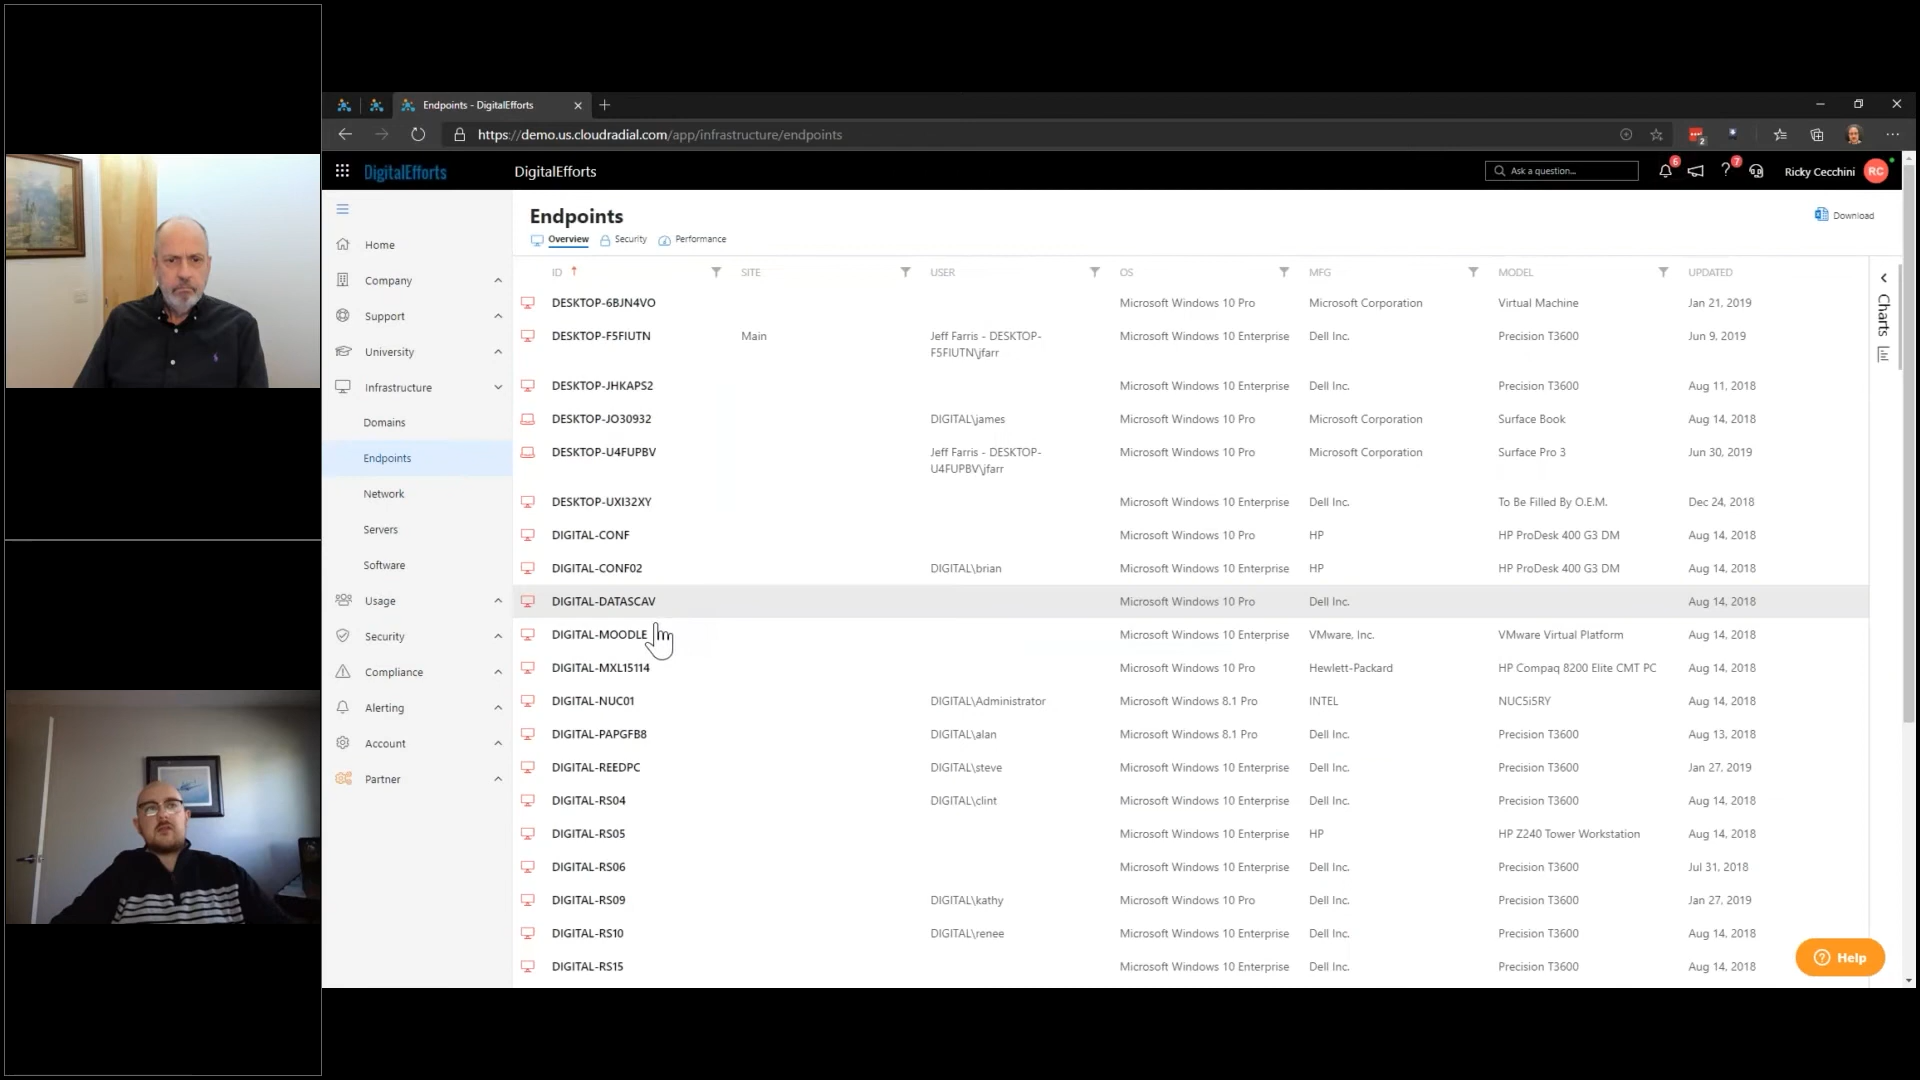 Endpoints - DigitalEfforts
https://demo.us.cloudradial.com/app/infrastructure/endpoints
2
DigitalEfforts
DigitalEfforts
Ask a question...
6
7
Ricky Cecchini
RC
Home
Company
Support
University
Infrastructure
Domains
Endpoints
Network
Servers
Software
Usage
Security
Compliance
Alerting
Account
Partner
Endpoints
Download
Overview Security Performance
ID SITE USER OS MFG MODEL UPDATED
DESKTOP-6BJN4VO Microsoft Windows 10 Pro Microsoft Corporation Virtual Machine Jan 21, 2019
DESKTOP-F5FIUTN Main Jeff Farris - DESKTOP- Microsoft Windows 10 Enterprise Dell Inc. Precision T3600 Jun 9, 2019
F5FIUTN\jfarr
DESKTOP-JHKAPS2 Microsoft Windows 10 Enterprise Dell Inc. Precision T3600 Aug 11, 2018
DESKTOP-JO30932 DIGITAL\james Microsoft Windows 10 Pro Microsoft Corporation Surface Book Aug 14, 2018
DESKTOP-U4FUPBV Jeff Farris - DESKTOP- Microsoft Windows 10 Pro Microsoft Corporation Surface Pro 3 Jun 30, 2019
U4FUPBV\jfarr
DESKTOP-UXI32XY Microsoft Windows 10 Enterprise Dell Inc. To Be Filled By O.E.M. Dec 24, 2018
DIGITAL-CONF Microsoft Windows 10 Pro HP HP ProDesk 400 G3 DM Aug 14, 2018
DIGITAL-CONF02 DIGITAL\brian Microsoft Windows 10 Enterprise HP HP ProDesk 400 G3 DM Aug 14, 2018
DIGITAL-DATASCAV Microsoft Windows 10 Pro Dell Inc. Aug 14, 2018
DIGITAL-MOODLE Microsoft Windows 10 Enterprise VMware, Inc. VMware Virtual Platform Aug 14, 2018
DIGITAL-MXL15114 Microsoft Windows 10 Pro Hewlett-Packard HP Compaq 8200 Elite CMT PC Aug 14, 2018
DIGITAL-NUC01 DIGITAL\Administrator Microsoft Windows 8.1 Pro INTEL NUC5i5RY Aug 14, 2018
DIGITAL-PAPGFB8 DIGITAL\alan Microsoft Windows 8.1 Pro Dell Inc. Precision T3600 Aug 13, 2018
DIGITAL-REEDPC DIGITAL\steve Microsoft Windows 10 Enterprise Dell Inc. Precision T3600 Jan 27, 2019
DIGITAL-RS04 DIGITAL\clint Microsoft Windows 10 Enterprise Dell Inc. Precision T3600 Aug 14, 2018
DIGITAL-RS05 Microsoft Windows 10 Enterprise HP HP Z240 Tower Workstation Aug 14, 2018
DIGITAL-RS06 Microsoft Windows 10 Enterprise Dell Inc. Precision T3600 Jul 31, 2018
DIGITAL-RS09 DIGITAL\kathy Microsoft Windows 10 Pro Dell Inc. Precision T3600 Jan 27, 2019
DIGITAL-RS10 DIGITAL\renee Microsoft Windows 10 Enterprise Dell Inc. Precision T3600 Aug 14, 2018
DIGITAL-RS15 Microsoft Windows 10 Enterprise Dell Inc. Precision T3600 Aug 14, 2018
Charts
Help